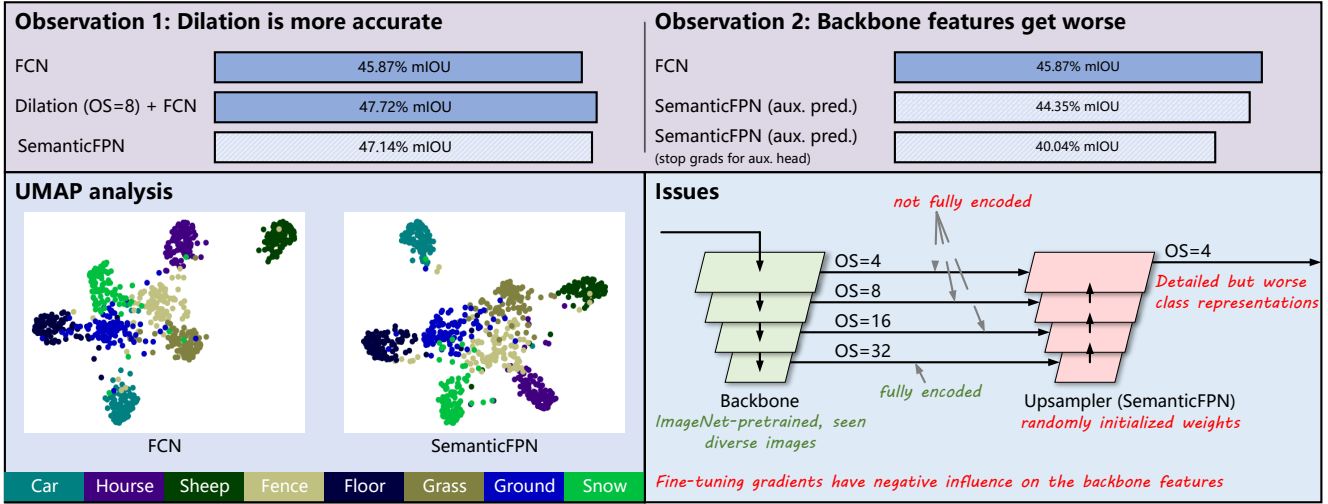 Observation 1: Dilation is more accurate
FCN
45.87% mIOU
Dilation (OS=8) + FCN
47.72% mIOU
SemanticFPN
47.14% mIOU
Observation 2: Backbone features get worse
FCN
45.87% mIOU
SemanticFPN (aux. pred.)
44.35% mIOU
SemanticFPN (aux. pred.)
(stop grads for aux. head)
40.04% mIOU
UMAP analysis
FCN
SemanticFPN
Car
Hourse
Sheep
Fence
Floor
Grass
Ground
Snow
Issues
not fully encoded
OS=4
OS=8
OS=16
OS=32
OS=4
Detailed but worse
class representations
fully encoded
Backbone
ImageNet-pretrained, seen
diverse images
Upsampler (SemanticFPN)
randomly initialized weights
Fine-tuning gradients have negative influence on the backbone features